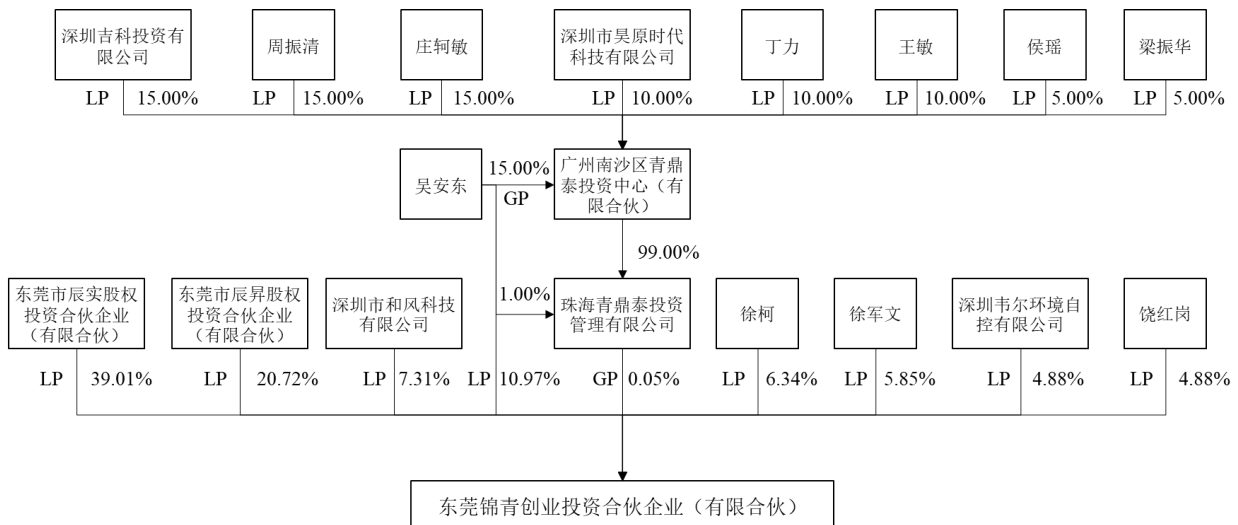 深圳吉科投资有
限公司
周振清
庄轲敏
深圳市昊原时代
科技有限公司
丁力
王敏
侯瑶
梁振华
LP 15.00%
LP 15.00%
LP 15.00%
LP 10.00%
LP 10.00%
LP 10.00%
LP 5.00%
LP 5.00%
吴安东
15.00%
GP
广州南沙区青鼎
泰投资中心（有
限合伙）
99.00%
东莞市辰实股权
投资合伙企业
（有限合伙）
东莞市辰昇股权
投资合伙企业
（有限合伙）
深圳市和风科技
有限公司
1.00%
珠海青鼎泰投资
管理有限公司
徐柯
徐军文
深圳韦尔环境自
控有限公司
饶红岗
LP 39.01%
LP 20.72%
LP 7.31%
LP 10.97%
GP 0.05%
LP 6.34%
LP 5.85%
LP 4.88%
LP 4.88%
东莞锦青创业投资合伙企业（有限合伙）